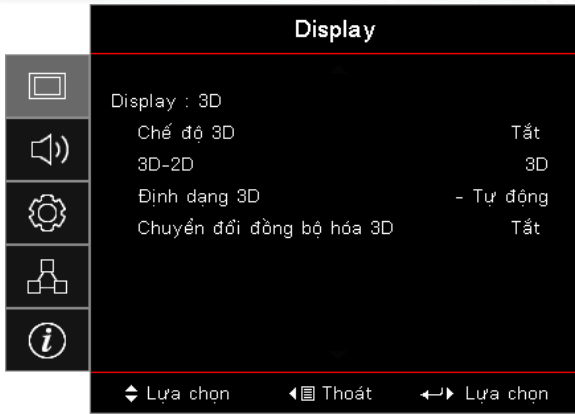 Display
Display : 3D
Chế độ 3D Tắt
3D-2D 3D
Định dạng 3D - Tự động
Chuyển đổi đồng bộ hóa 3D Tắt
Lựa chọn Thoát Lựa chọn